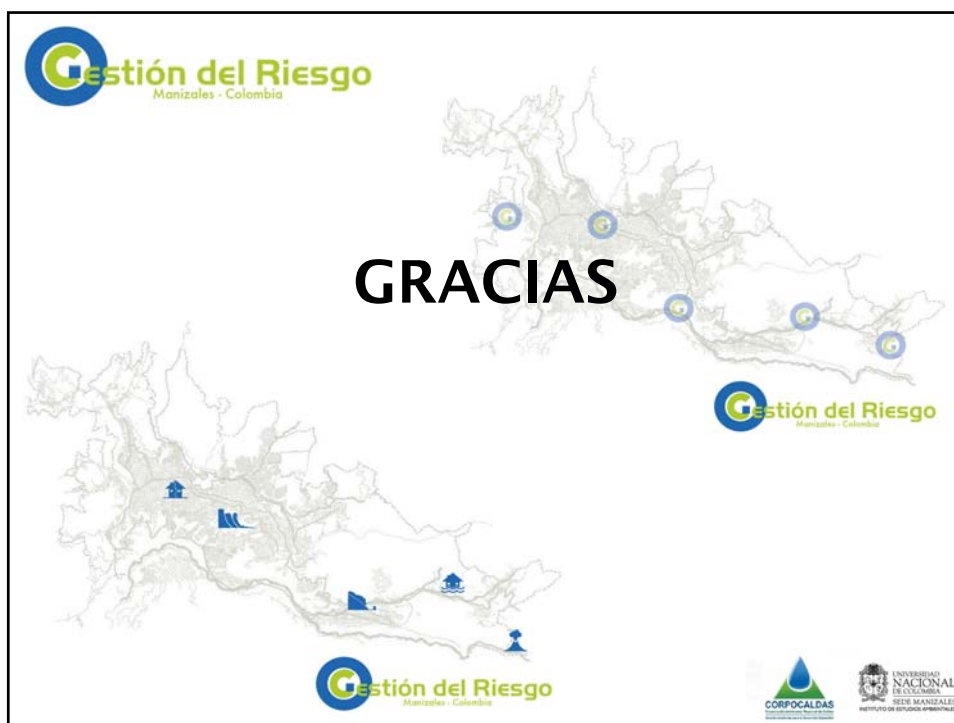 Gestión del Riesgo
Manizales - Colombia
GRACIAS
Gestión del Riesgo
Manizales - Colombia
Gestión del Riesgo
Manizales - Colombia
CORPOCALDAS
UNIVERSIDAD
NACIONAL
DE COLOMBIA
SEDE MANIZALES
INSTITUTO DE ESTUDIOS AMBIENTALES